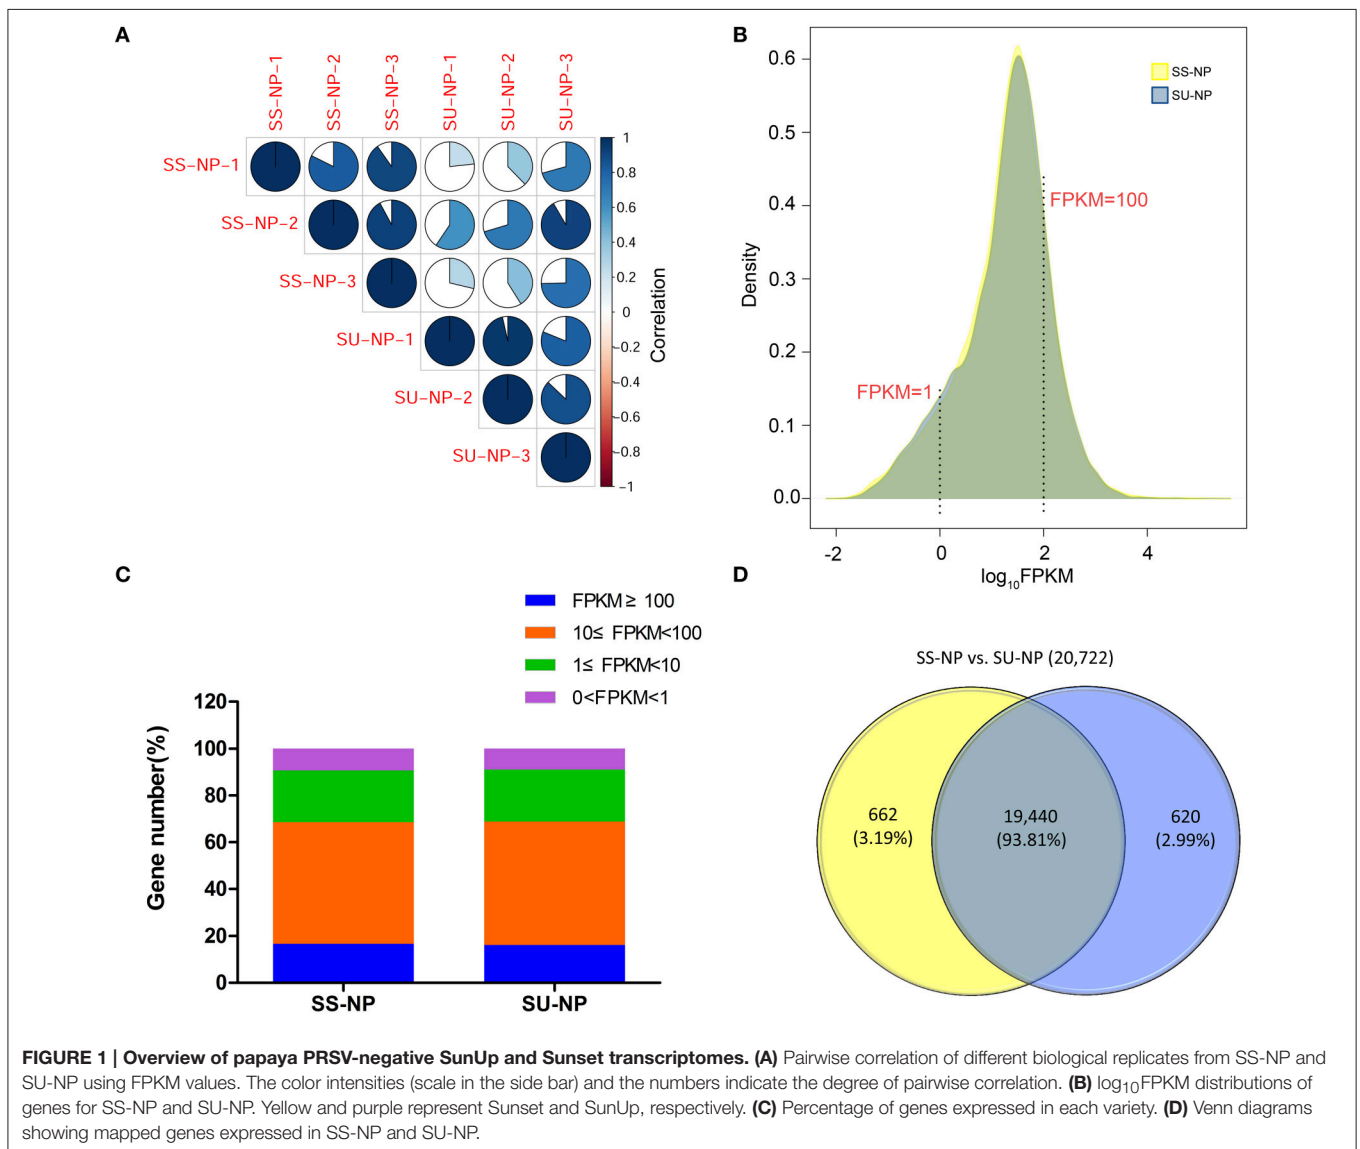 A
SS-NP-1
SS-NP-2
SS-NP-3
SU-NP-1
SU-NP-2
SU-NP-3
SS-NP-1
SS-NP-2
SS-NP-3
SU-NP-1
SU-NP-2
SU-NP-3
1
0.8
0.6
0.4
0.2
0
-0.2
-0.4
-0.6
-0.8
-1
Correlation
B
SS-NP
SU-NP
0.6
0.5
0.4
0.3
0.2
0.1
0.0
Density
FPKM=100
FPKM=1
-2
0
2
4
log10FPKM
C
FPKM ≥ 100
10≤ FPKM<100
1≤ FPKM<10
0<FPKM<1
120
100
80
60
40
20
0
Gene number(%)
SS-NP
SU-NP
D
SS-NP vs. SU-NP (20,722)
662
(3.19%)
19,440
(93.81%)
620
(2.99%)
FIGURE 1 | Overview of papaya PRSV-negative SunUp and Sunset transcriptomes. (A) Pairwise correlation of different biological replicates from SS-NP and
SU-NP using FPKM values. The color intensities (scale in the side bar) and the numbers indicate the degree of pairwise correlation. (B) log10FPKM distributions of
genes for SS-NP and SU-NP. Yellow and purple represent Sunset and SunUp, respectively. (C) Percentage of genes expressed in each variety. (D) Venn diagrams
showing mapped genes expressed in SS-NP and SU-NP.